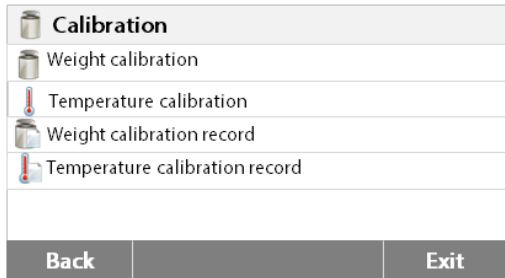 Calibration
Weight calibration
Temperature calibration
Weight calibration record
Temperature calibration record
Back Exit